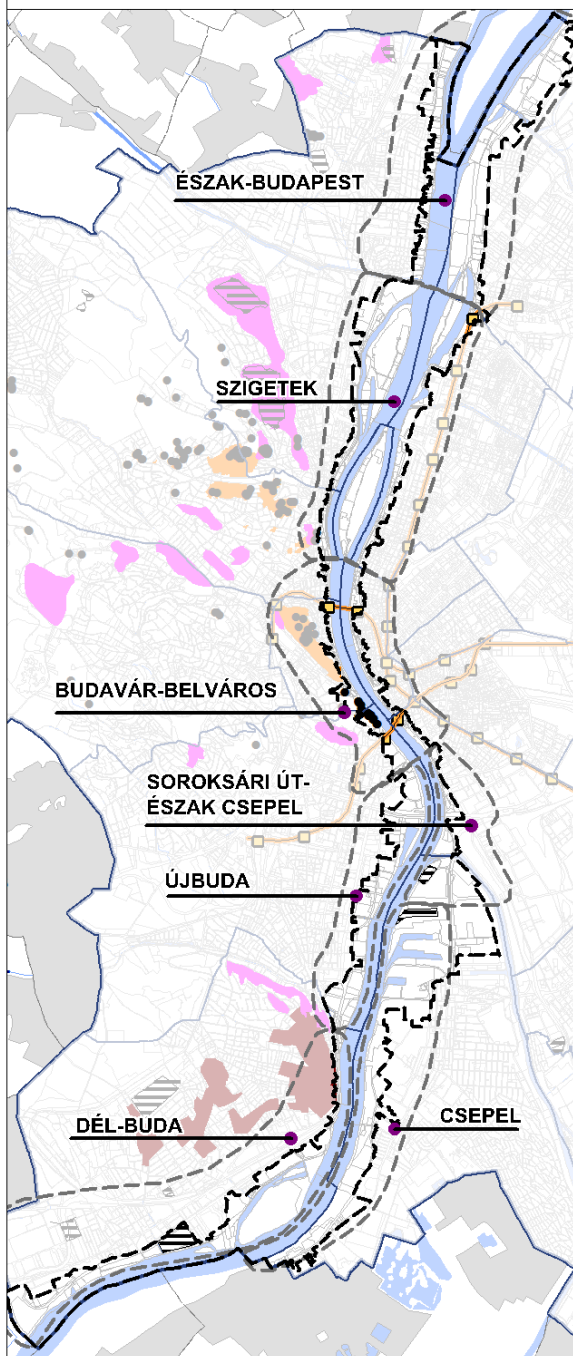 ÉSZAK-BUDAPEST
SZIGETEK
BUDAVÁR-BELVÁROS
SOROKSÁRI ÚT-
ÉSZAK CSEPEL
ÚJBUDA
DÉL-BUDA
CSEPEL